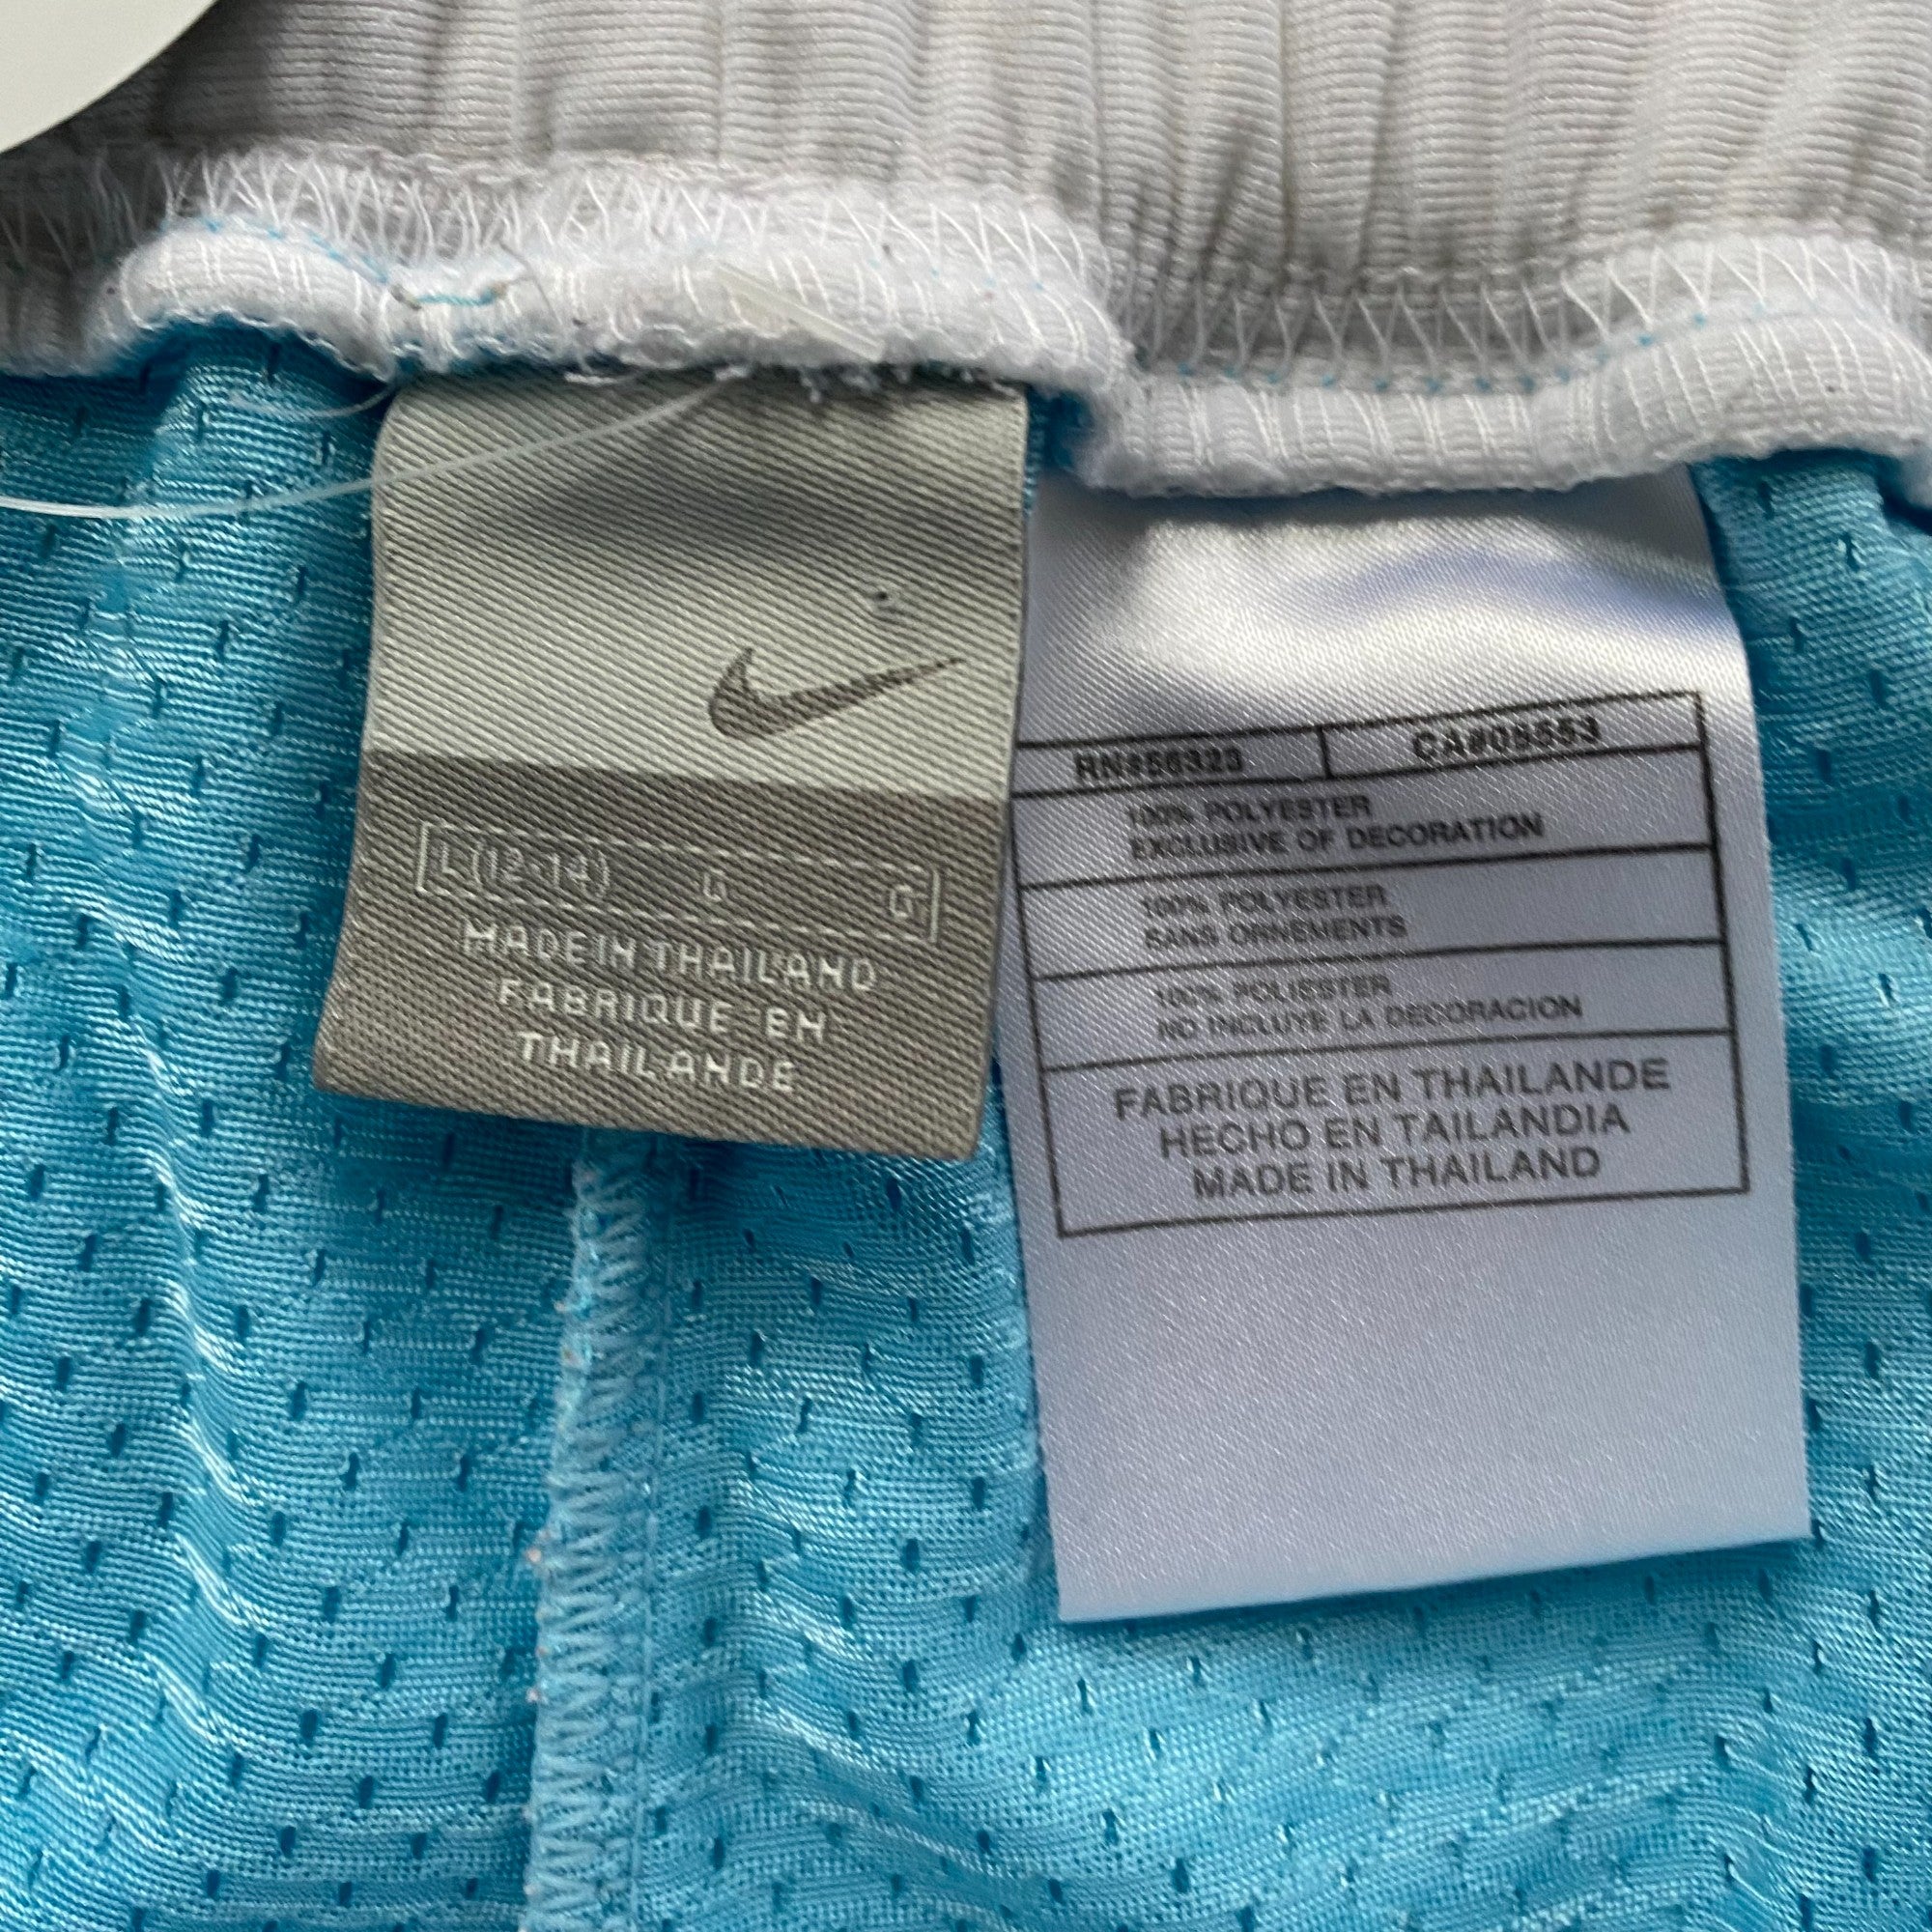 L(12-14) G G
MADE IN THAILAND
FABRIQUE EN
THAILANDE
RN#56323 CA#05553
100% POLYESTER
EXCLUSIVE OF DECORATION
100% POLYESTER
SANS ORNEMENTS
100% POLIESTER
NO INCLUYE LA DECORACION
FABRIQUE EN THAILANDE
HECHO EN TAILANDIA
MADE IN THAILAND